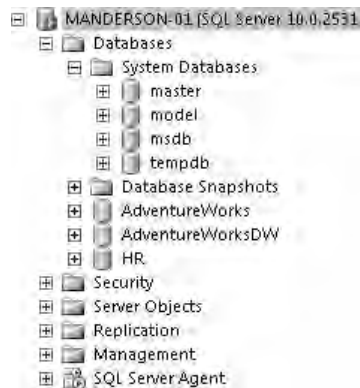 MANDERSON-01 (SQL Server 10.0.2531
Databases
System Databases
master
model
msdb
tempdb
Database Snapshots
AdventureWorks
AdventureWorksDW
HR
Security
Server Objects
Replication
Management
SQL Server Agent